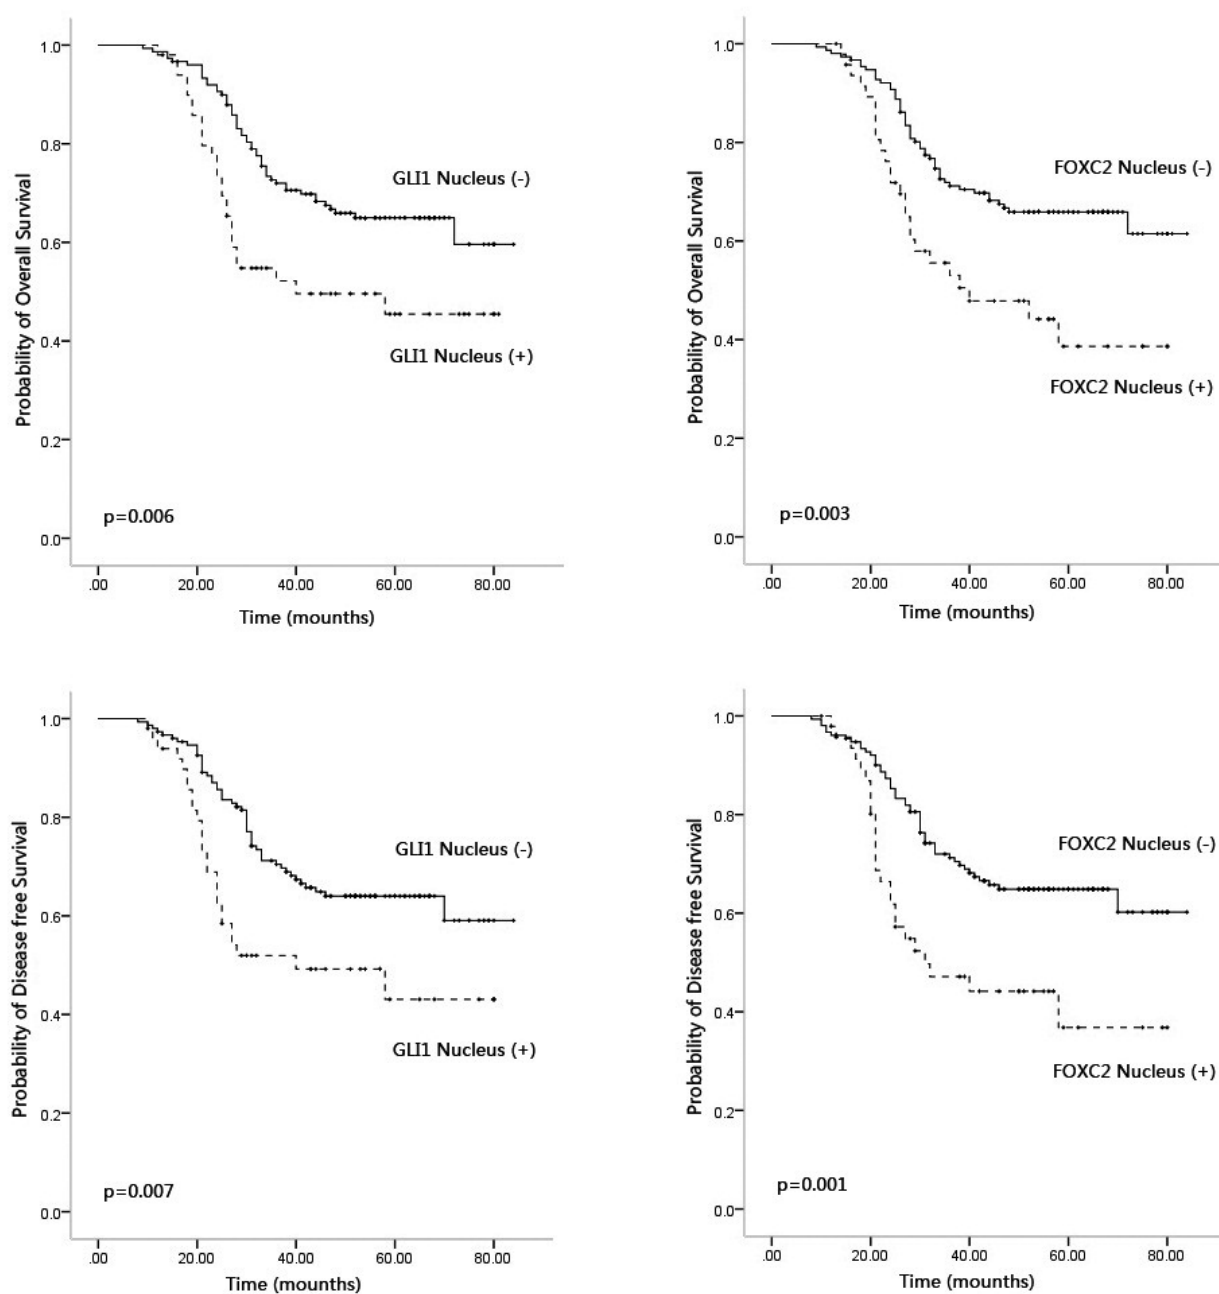 Probability of Overall Survival
1.0
0.8
0.6
0.4
0.2
0.0
GLI1 Nucleus (-)
GLI1 Nucleus (+)
p=0.006
.00 20.00 40.00 60.00 80.00
Time (mounths)
Probability of Overall Survival
1.0
0.8
0.6
0.4
0.2
0.0
FOXC2 Nucleus (-)
FOXC2 Nucleus (+)
p=0.003
.00 20.00 40.00 60.00 80.00
Time (mounths)
Probability of Disease free Survival
1.0
0.8
0.6
0.4
0.2
0.0
GLI1 Nucleus (-)
GLI1 Nucleus (+)
p=0.007
.00 20.00 40.00 60.00 80.00
Time (mounths)
Probability of Disease free Survival
1.0
0.8
0.6
0.4
0.2
0.0
FOXC2 Nucleus (-)
FOXC2 Nucleus (+)
p=0.001
.00 20.00 40.00 60.00 80.00
Time (mounths)